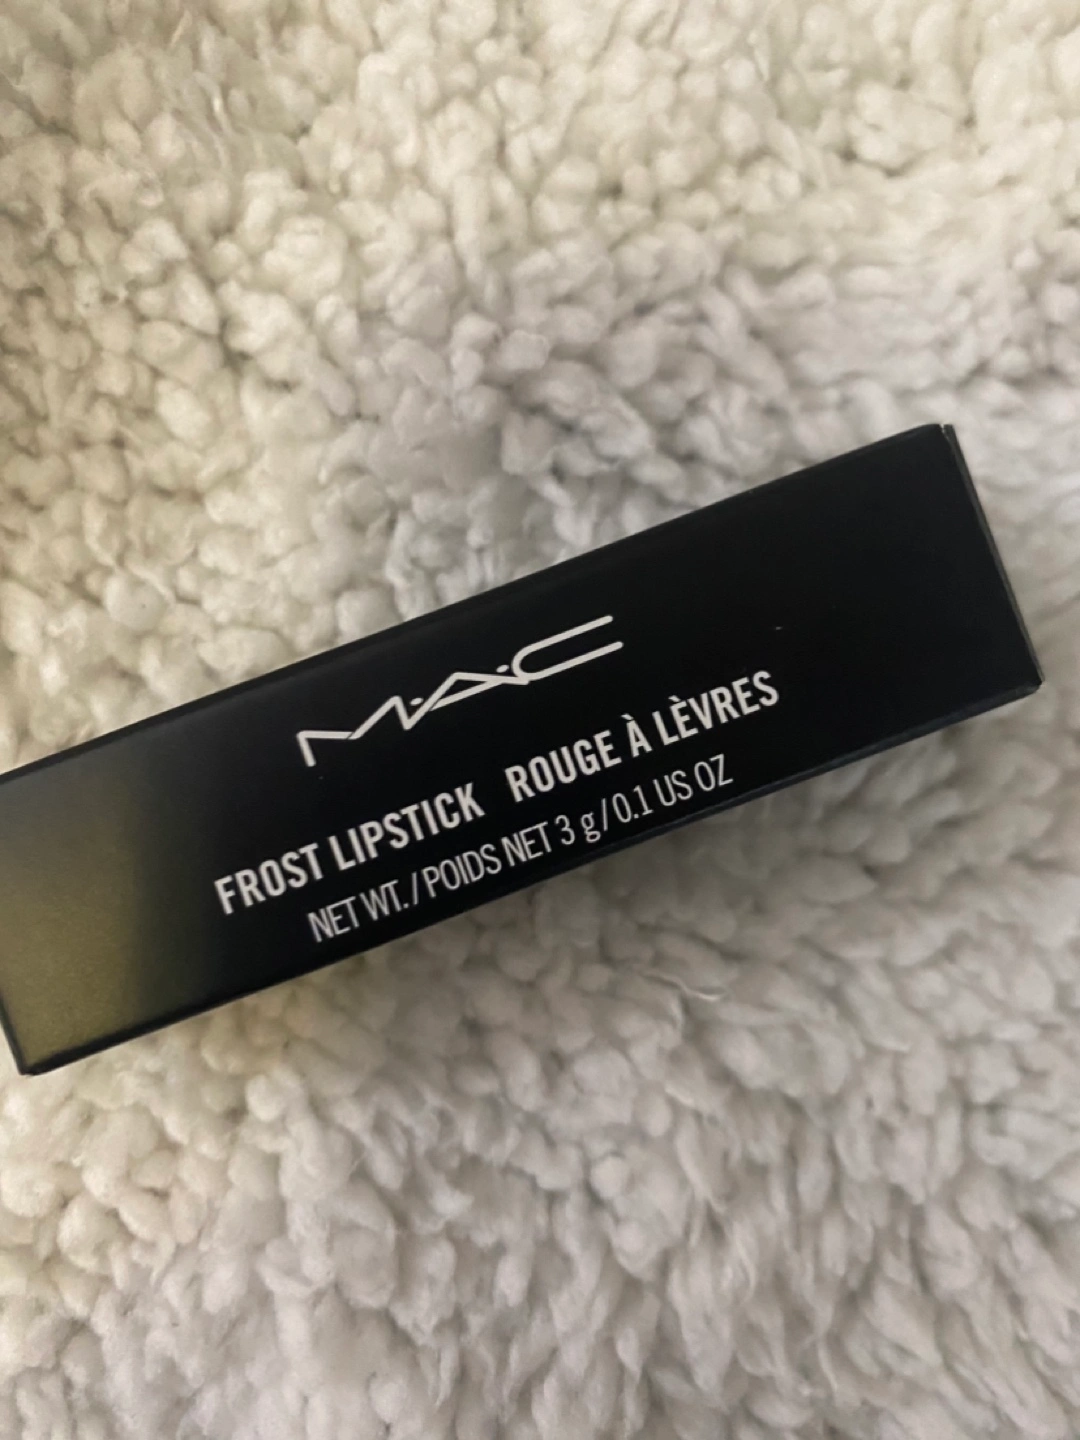 M·A·C
FROST LIPSTICK ROUGE À LÈVRES
NET WT. / POIDS NET 3 g / 0.1 US OZ